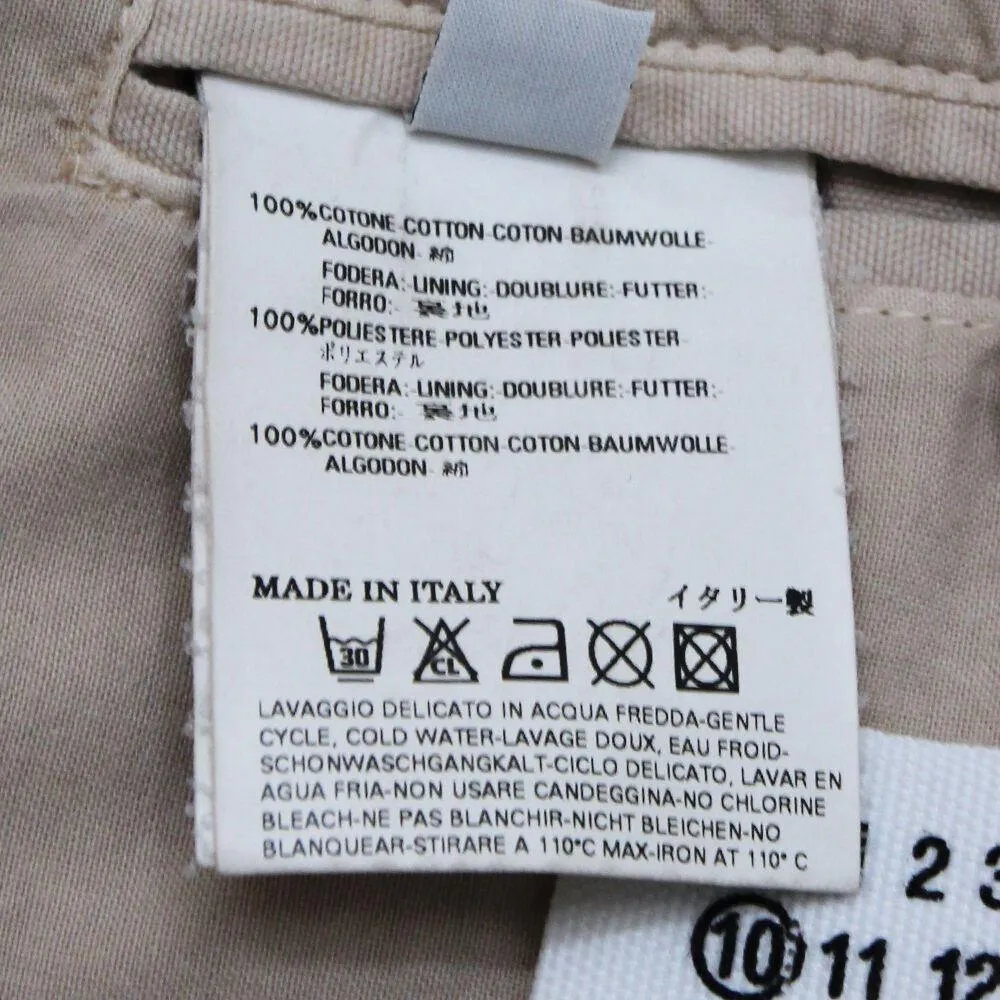 100% COTONE-COTTON-COTON-BAUMWOLLE-
ALGODON- 綿
FODERA:-LINING:-DOUBLURE:-FUTTER:-
FORRO:- 裏地
100% POLIESTERE-POLYESTER-POLIESTER-
ポリエステル
FODERA:-LINING:-DOUBLURE:-FUTTER:-
FORRO:- 裏地
100% COTONE-COTTON-COTON-BAUMWOLLE-
ALGODON- 綿
MADE IN ITALY イタリー製
30 CL
LAVAGGIO DELICATO IN ACQUA FREDDA-GENTLE
CYCLE, COLD WATER-LAVAGE DOUX, EAU FROID-
SCHONWASCHGANGKALT-CICLO DELICATO, LAVAR EN
AGUA FRIA-NON USARE CANDEGGINA-NO CHLORINE
BLEACH-NE PAS BLANCHIR-NICHT BLEICHEN-NO
BLANQUEAR-STIRARE A 110°C MAX-IRON AT 110° C
2 3
10 11 12